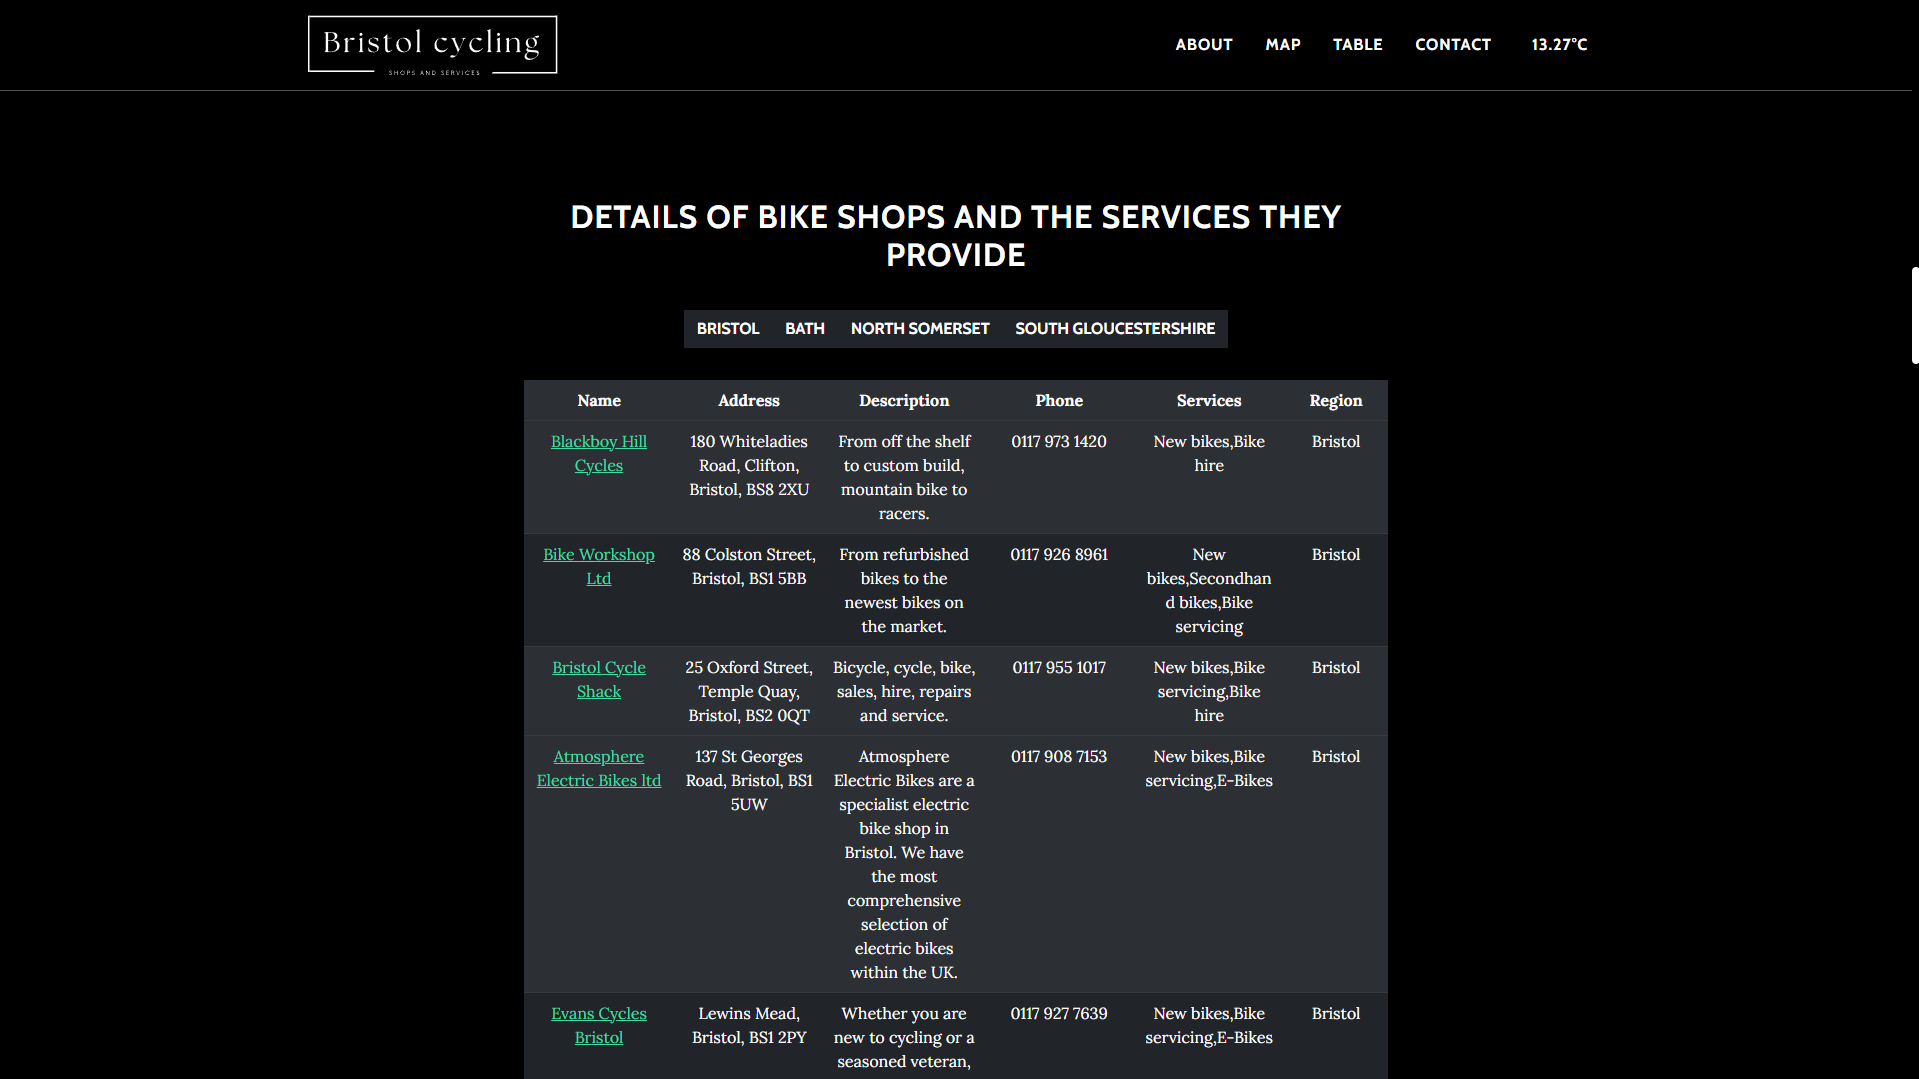 Bristol cycling
SHOPS AND SERVICES
ABOUT MAP TABLE CONTACT 13.27°C
DETAILS OF BIKE SHOPS AND THE SERVICES THEY
PROVIDE
BRISTOL BATH NORTH SOMERSET SOUTH GLOUCESTERSHIRE
Name Address Description Phone Services Region
Blackboy Hill 180 Whiteladies From off the shelf 0117 973 1420 New bikes,Bike Bristol
Cycles Road, Clifton, to custom build, hire
Bristol, BS8 2XU mountain bike to
racers.
Bike Workshop 88 Colston Street, From refurbished 0117 926 8961 New Bristol
Ltd Bristol, BS1 5BB bikes to the bikes,Secondhan
newest bikes on d bikes,Bike
the market. servicing
Bristol Cycle 25 Oxford Street, Bicycle, cycle, bike, 0117 955 1017 New bikes,Bike Bristol
Shack Temple Quay, sales, hire, repairs servicing,Bike
Bristol, BS2 0QT and service. hire
Atmosphere 137 St Georges Atmosphere 0117 908 7153 New bikes,Bike Bristol
Electric Bikes ltd Road, Bristol, BS1 Electric Bikes are a servicing,E-Bikes
5UW specialist electric
bike shop in
Bristol. We have
the most
comprehensive
selection of
electric bikes
within the UK.
Evans Cycles Lewins Mead, Whether you are 0117 927 7639 New bikes,Bike Bristol
Bristol Bristol, BS1 2PY new to cycling or a servicing,E-Bikes
seasoned veteran,